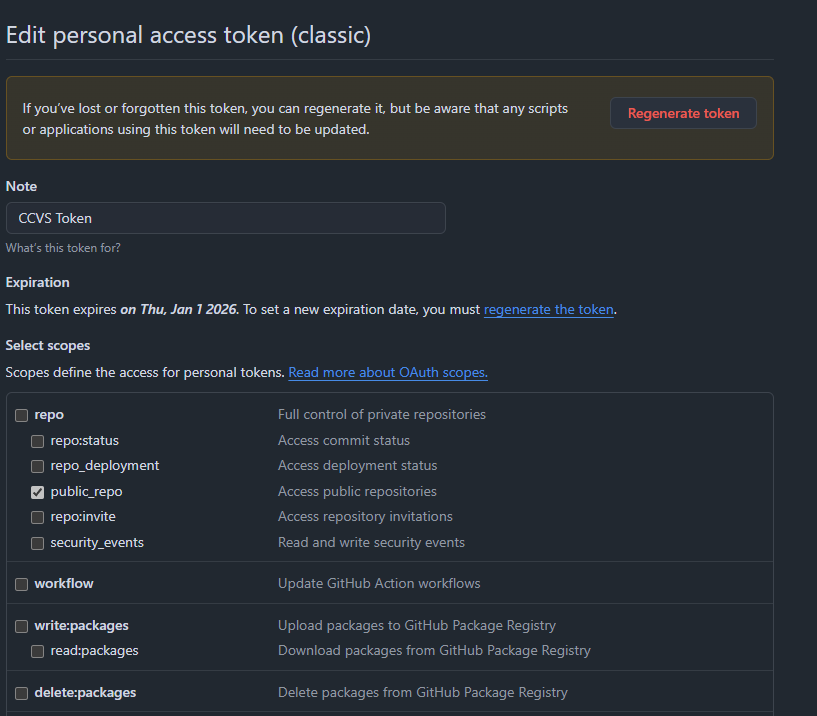 Edit personal access token (classic)
If you've lost or forgotten this token, you can regenerate it, but be aware that any scripts
or applications using this token will need to be updated.
Regenerate token
Note
CCVS Token
What's this token for?
Expiration
This token expires on Thu, Jan 1 2026. To set a new expiration date, you must regenerate the token.
Select scopes
Scopes define the access for personal tokens. Read more about OAuth scopes.
repo Full control of private repositories
repo:status Access commit status
repo_deployment Access deployment status
public_repo Access public repositories
repo:invite Access repository invitations
security_events Read and write security events
workflow Update GitHub Action workflows
write:packages Upload packages to GitHub Package Registry
read:packages Download packages from GitHub Package Registry
delete:packages Delete packages from GitHub Package Registry